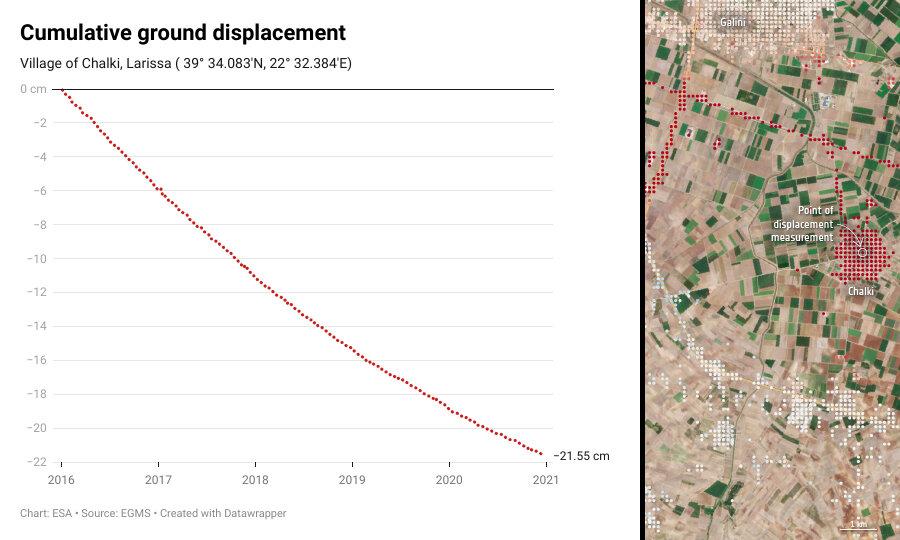 Cumulative ground displacement
Village of Chalki, Larissa ( 39° 34.083'N, 22° 32.384'E)
0 cm
−2
−4
−6
−8
−10
−12
−14
−16
−18
−20
−22
−21.55 cm
2016
2017
2018
2019
2020
2021
Chart: ESA • Source: EGMS • Created with Datawrapper
Galini
Point of
displacement
measurement
Chalki
1 km